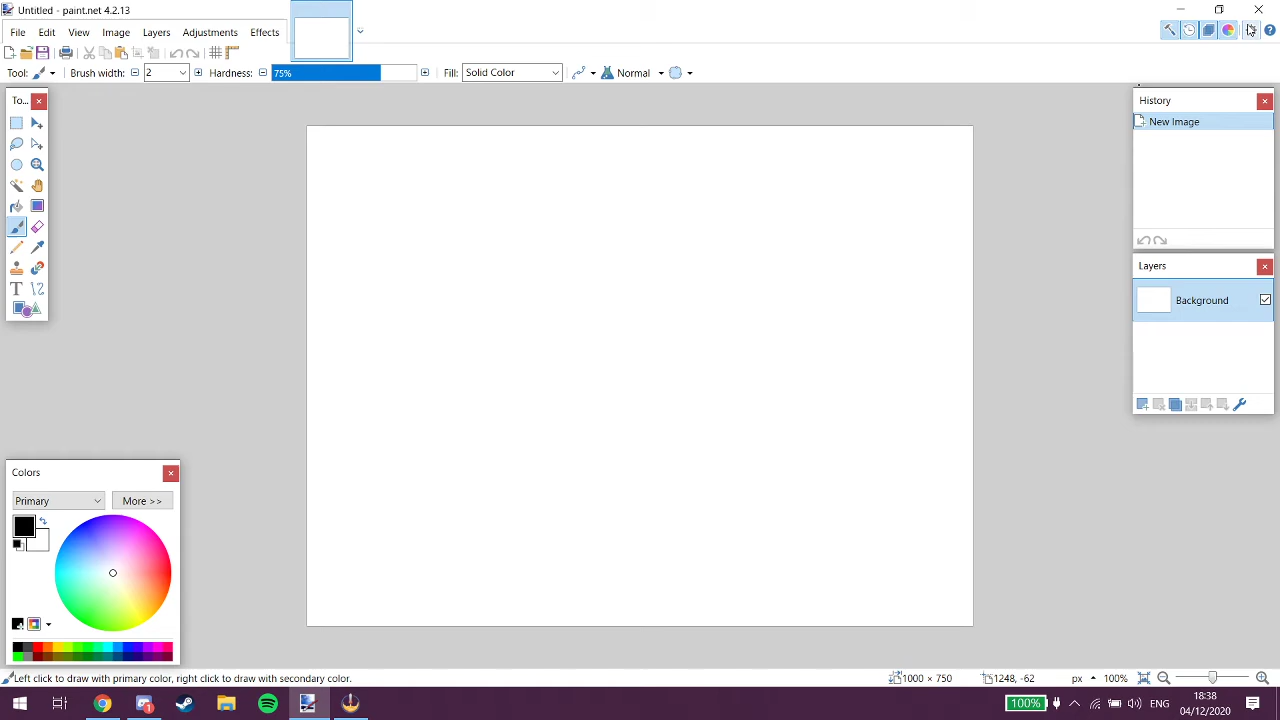 Untitled - paint.net 4.2.13
File Edit View Image Layers Adjustments Effects
Tool: Brush width: 2 Hardness: 75% Fill: Solid Color Normal
To...
History
New Image
Layers
Background
Colors
Primary More >>
Left click to draw with primary color, right click to draw with secondary color. 1000 × 750 1248, -62 px 100%
100% ENG 18:38
04/12/2020